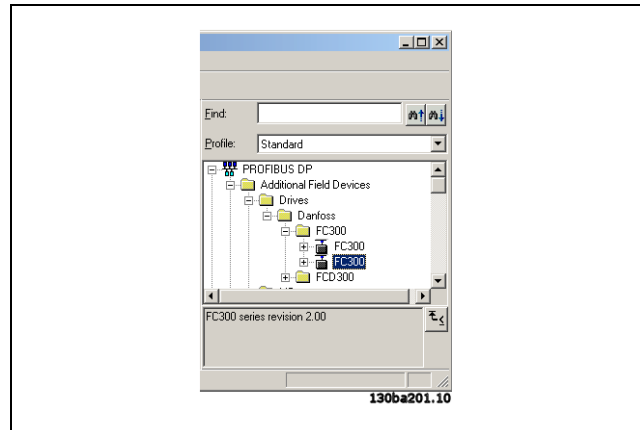 Find:
Profile: Standard
PROFIBUS DP
Additional Field Devices
Drives
Danfoss
FC300
FC300
FC300
FCD300
FC300 series revision 2.00
130ba201.10